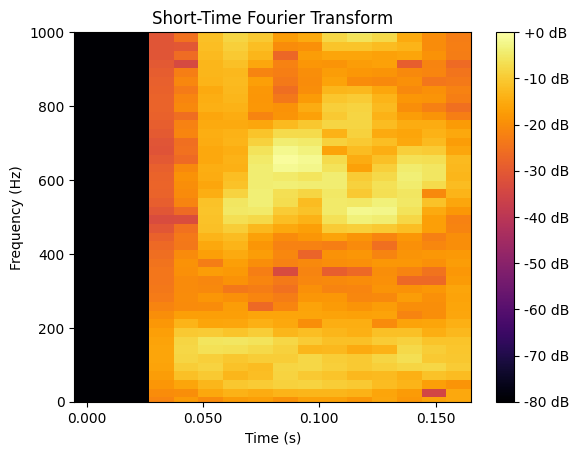 Short-Time Fourier Transform
Frequency (Hz)
1000
800
600
400
200
0
0.000
0.050
0.100
0.150
Time (s)
+0 dB
-10 dB
-20 dB
-30 dB
-40 dB
-50 dB
-60 dB
-70 dB
-80 dB